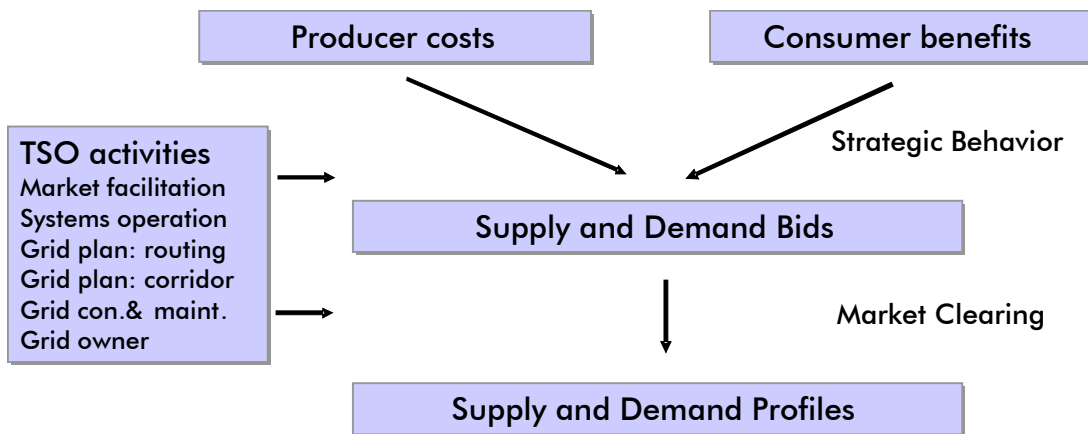 Producer costs
Consumer benefits
Strategic Behavior
TSO activities
Market facilitation
Systems operation
Grid plan: routing
Grid plan: corridor
Grid con.& maint.
Grid owner
Supply and Demand Bids
Market Clearing
Supply and Demand Profiles